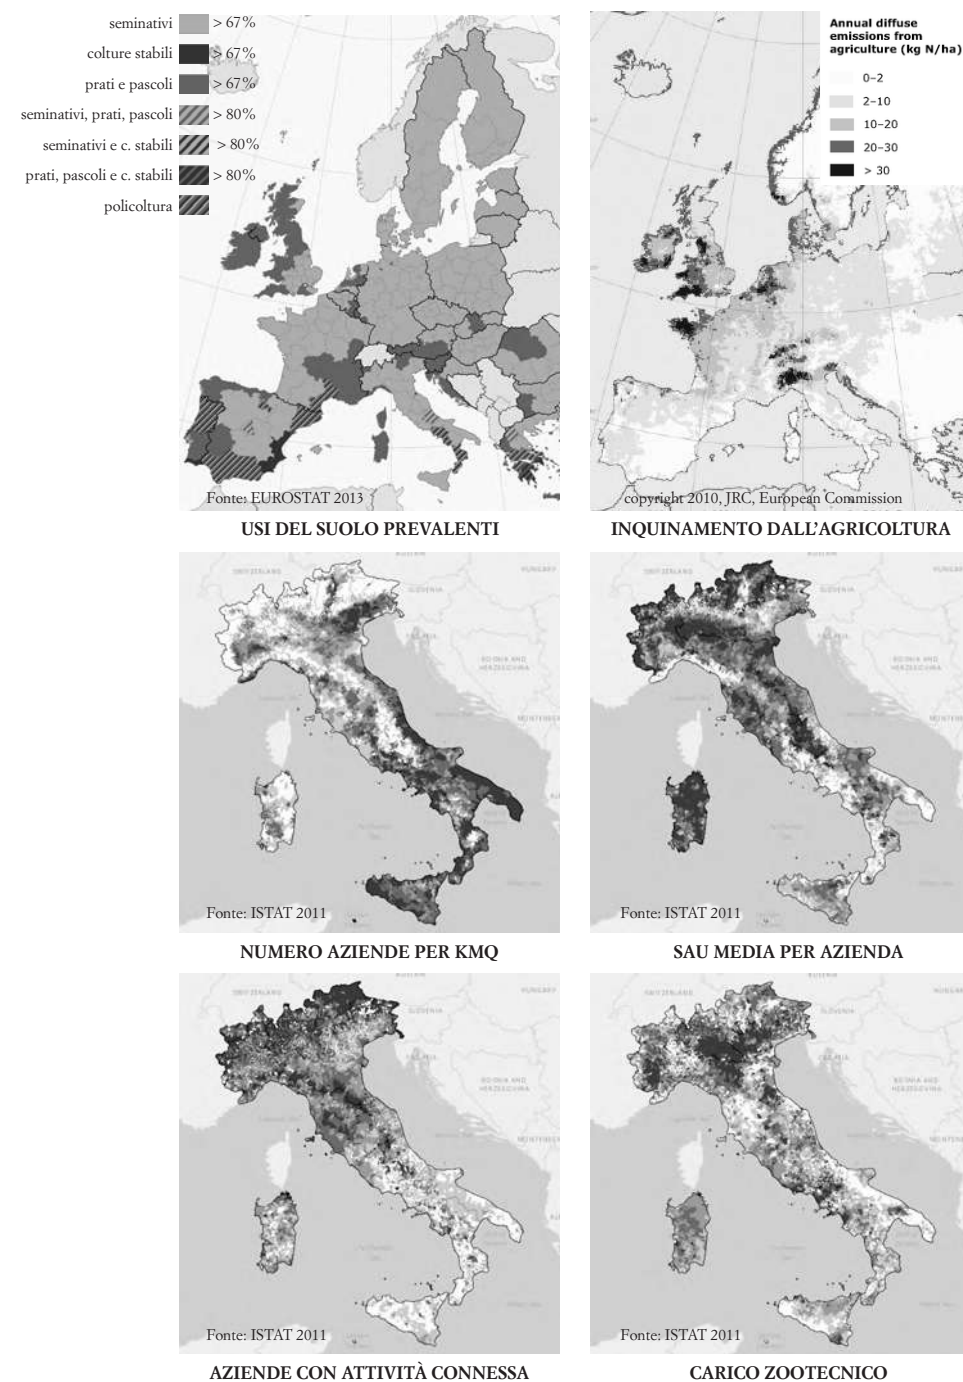 seminativi > 67%
colture stabili > 67%
prati e pascoli > 67%
seminativi, prati, pascoli > 80%
seminativi e c. stabili > 80%
prati, pascoli e c. stabili > 80%
policoltura
Fonte: EUROSTAT 2013
USI DEL SUOLO PREVALENTI
Annual diffuse
emissions from
agriculture (kg N/ha)
0–2
2–10
10–20
20–30
> 30
copyright 2010, JRC, European Commission
INQUINAMENTO DALL’AGRICOLTURA
Fonte: ISTAT 2011
NUMERO AZIENDE PER KMQ
Fonte: ISTAT 2011
SAU MEDIA PER AZIENDA
Fonte: ISTAT 2011
AZIENDE CON ATTIVITÀ CONNESSA
Fonte: ISTAT 2011
CARICO ZOOTECNICO